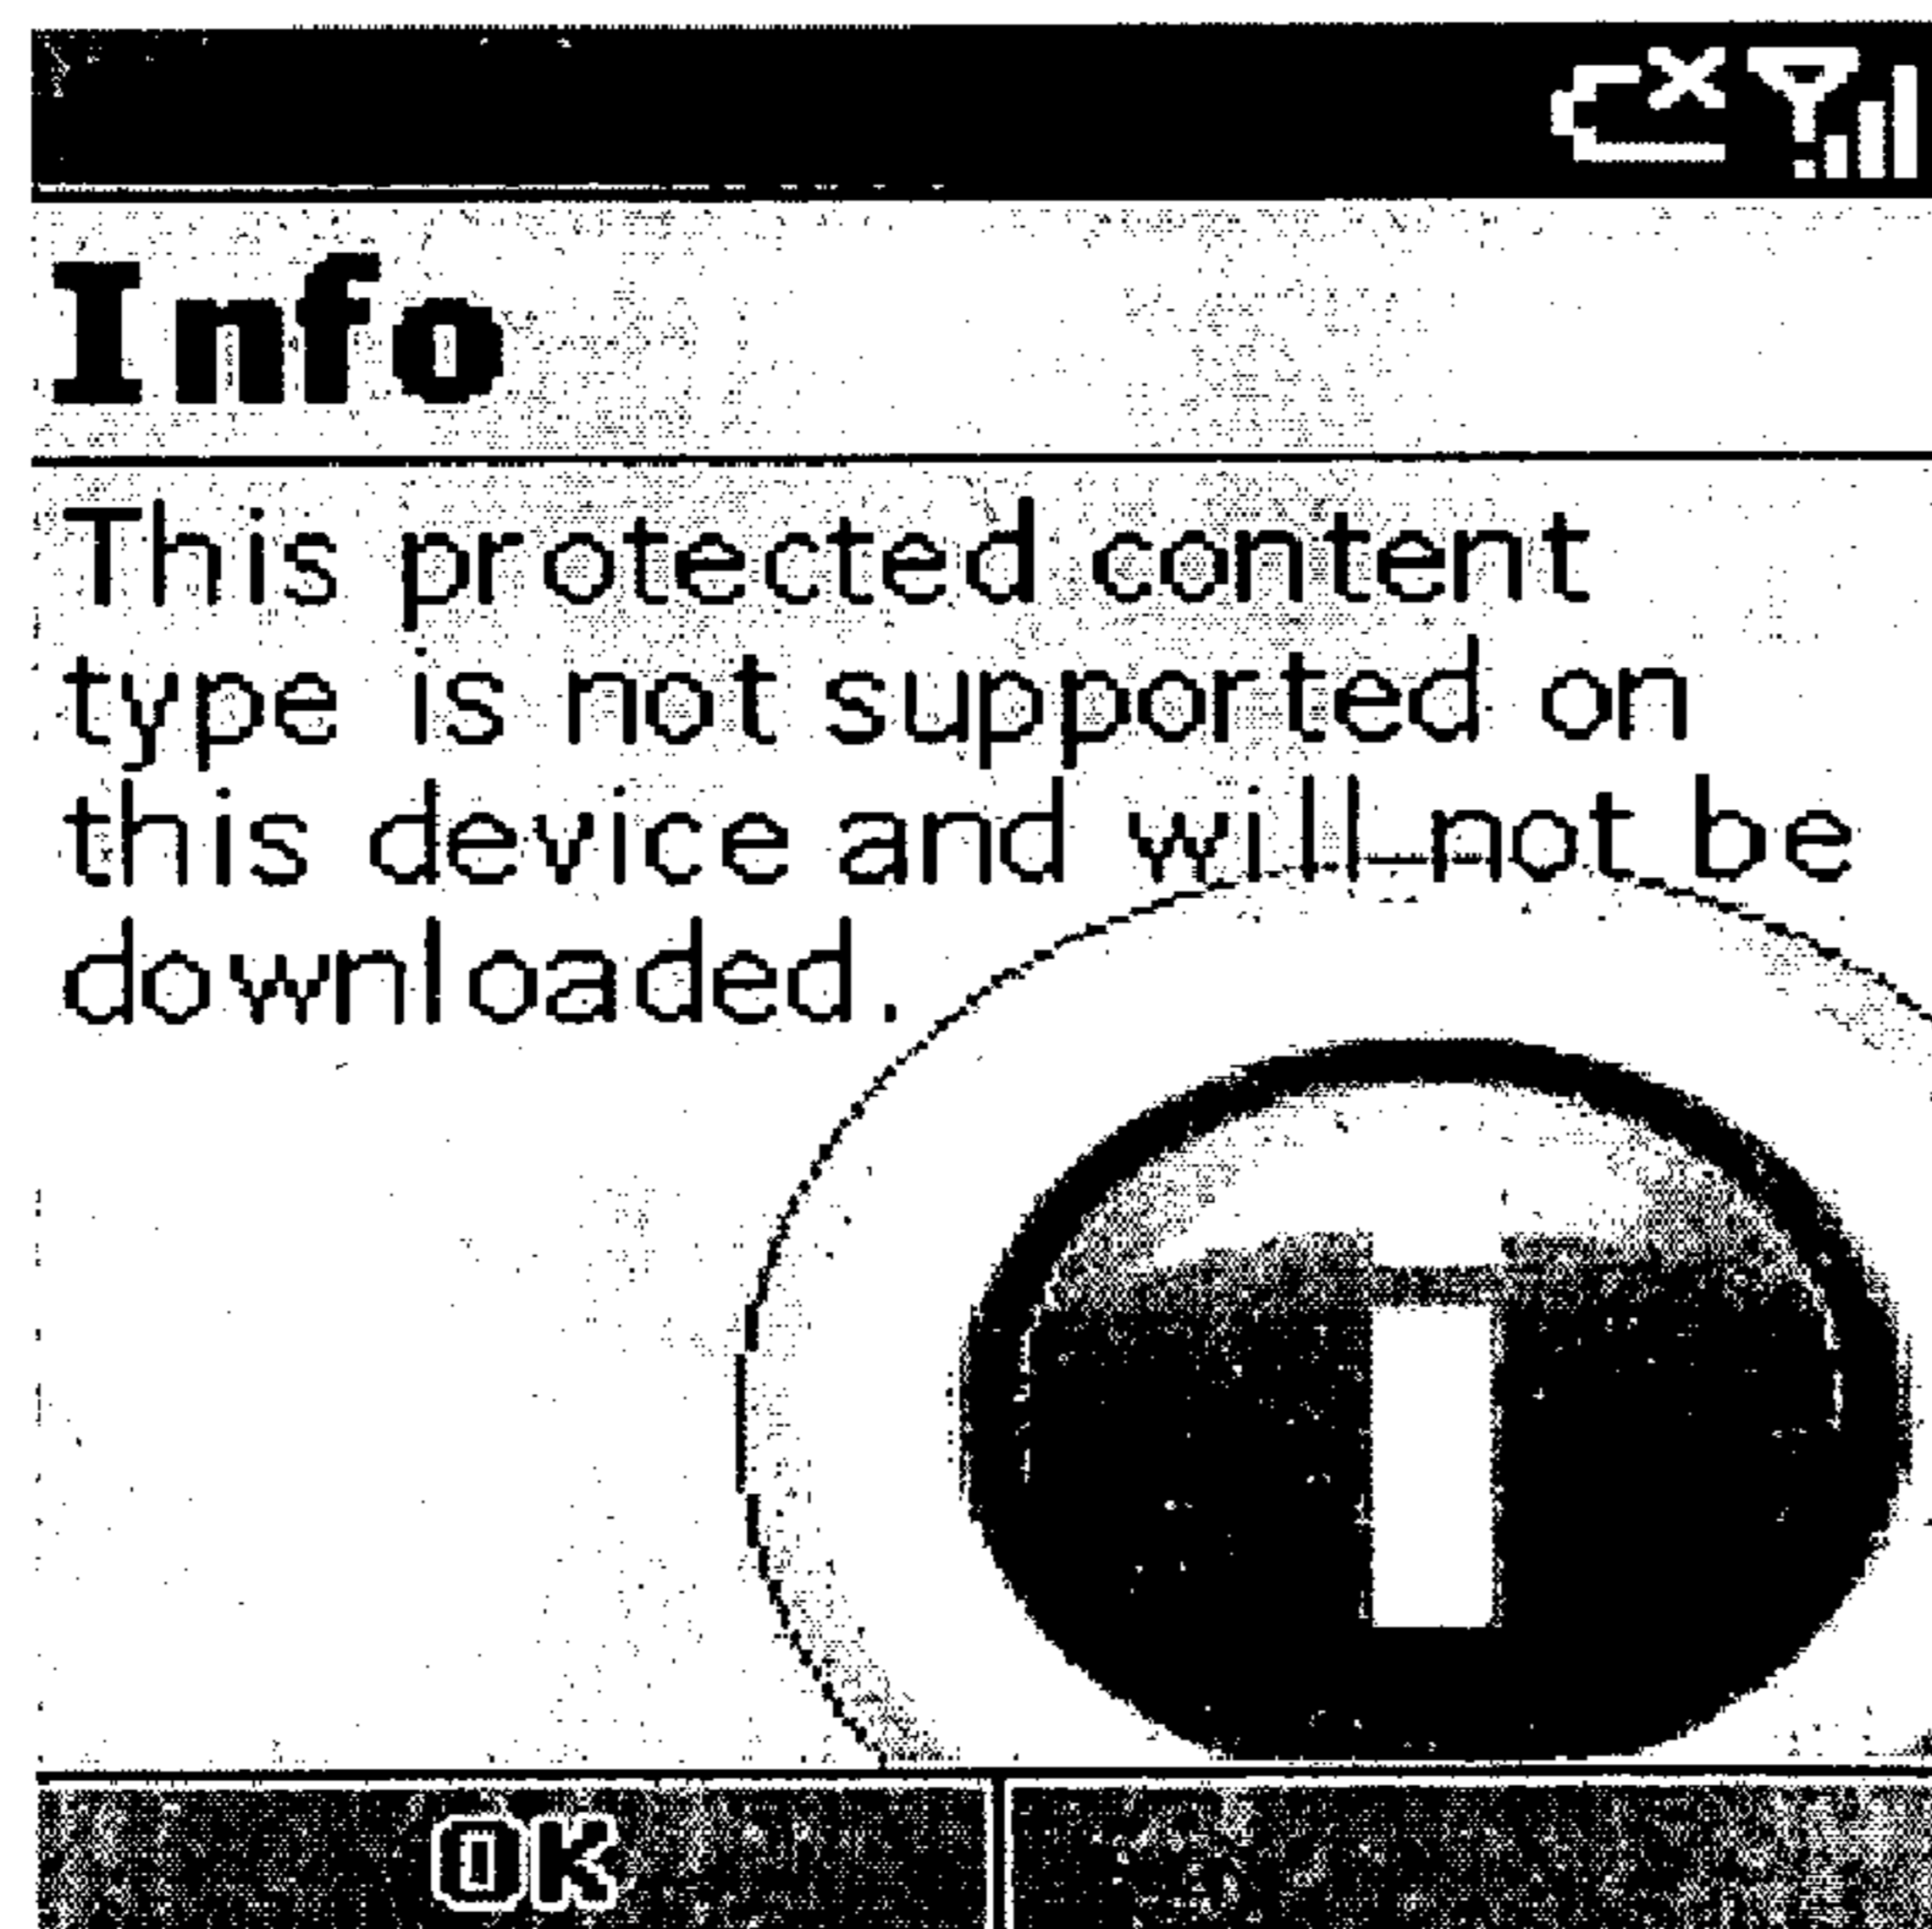 Info
This protected content
type is not supported on
this device and will not be
downloaded.
OK